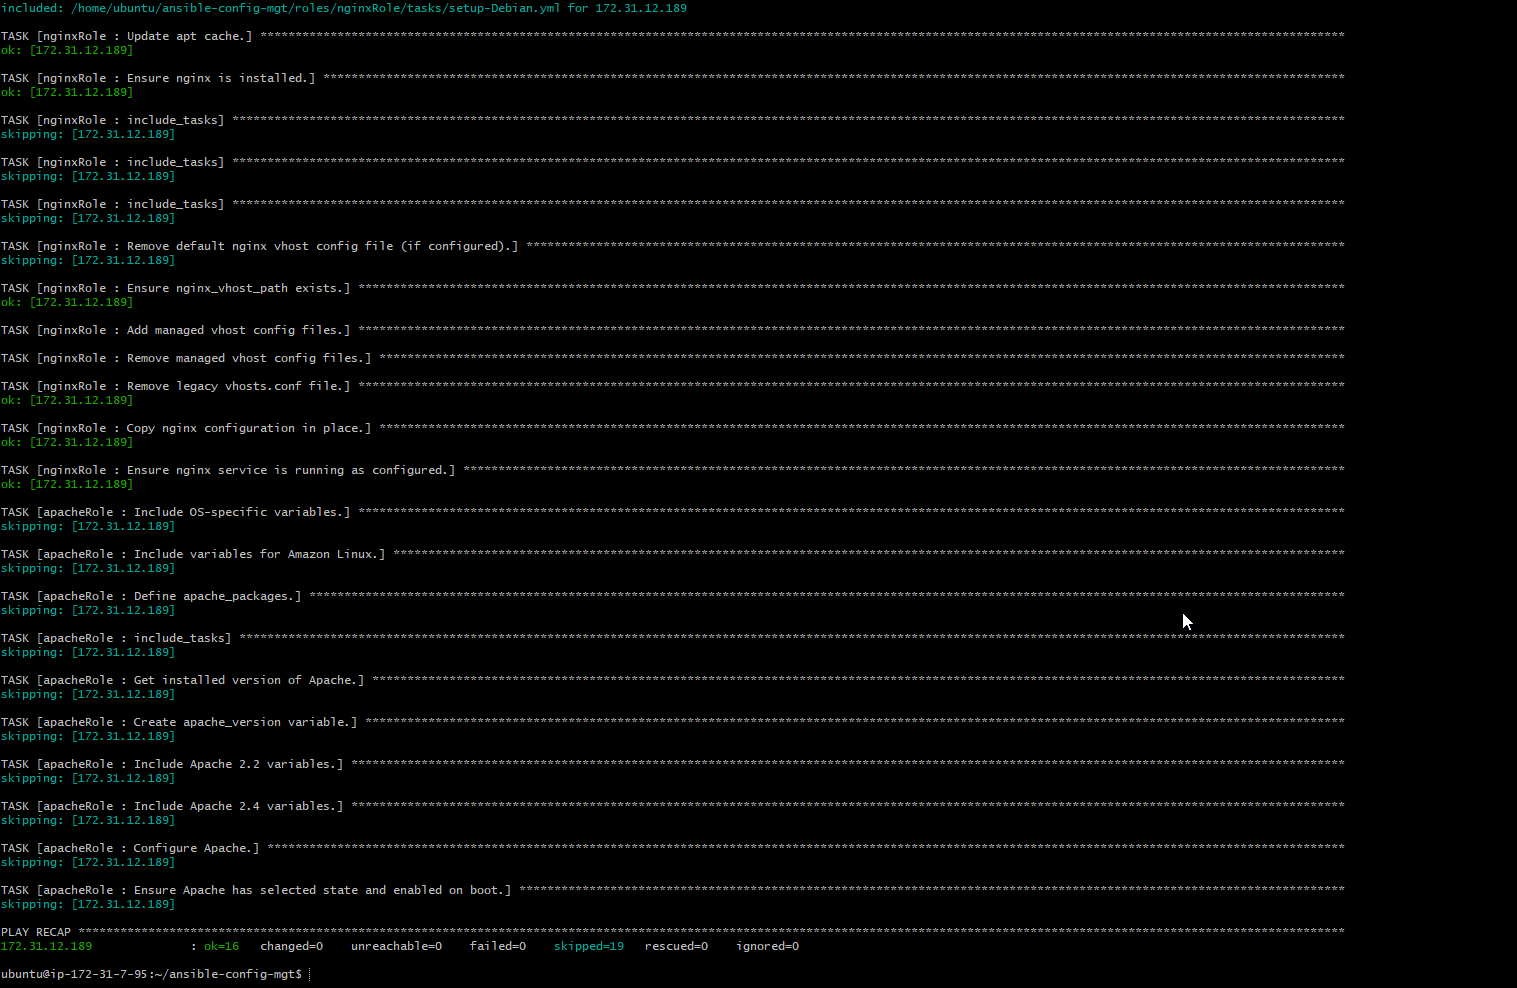 included: /home/ubuntu/ansible-config-mgt/roles/nginxRole/tasks/setup-Debian.yml for 172.31.12.189
TASK [nginxRole : Update apt cache.] ***********************************************************************************************************************************************************
ok: [172.31.12.189]
TASK [nginxRole : Ensure nginx is installed.] **************************************************************************************************************************************************
ok: [172.31.12.189]
TASK [nginxRole : include_tasks] ***************************************************************************************************************************************************************
skipping: [172.31.12.189]
TASK [nginxRole : include_tasks] ***************************************************************************************************************************************************************
skipping: [172.31.12.189]
TASK [nginxRole : include_tasks] ***************************************************************************************************************************************************************
skipping: [172.31.12.189]
TASK [nginxRole : Remove default nginx vhost config file (if configured).] *********************************************************************************************************************
skipping: [172.31.12.189]
TASK [nginxRole : Ensure nginx_vhost_path exists.] *********************************************************************************************************************************************
ok: [172.31.12.189]
TASK [nginxRole : Add managed vhost config files.] *********************************************************************************************************************************************
TASK [nginxRole : Remove managed vhost config files.] ******************************************************************************************************************************************
TASK [nginxRole : Remove legacy vhosts.conf file.] *********************************************************************************************************************************************
ok: [172.31.12.189]
TASK [nginxRole : Copy nginx configuration in place.] ******************************************************************************************************************************************
ok: [172.31.12.189]
TASK [nginxRole : Ensure nginx service is running as configured.] ******************************************************************************************************************************
ok: [172.31.12.189]
TASK [apacheRole : Include OS-specific variables.] *********************************************************************************************************************************************
skipping: [172.31.12.189]
TASK [apacheRole : Include variables for Amazon Linux.] ****************************************************************************************************************************************
skipping: [172.31.12.189]
TASK [apacheRole : Define apache_packages.] ****************************************************************************************************************************************************
skipping: [172.31.12.189]
TASK [apacheRole : include_tasks] **************************************************************************************************************************************************************
skipping: [172.31.12.189]
TASK [apacheRole : Get installed version of Apache.] *******************************************************************************************************************************************
skipping: [172.31.12.189]
TASK [apacheRole : Create apache_version variable.] ********************************************************************************************************************************************
skipping: [172.31.12.189]
TASK [apacheRole : Include Apache 2.2 variables.] **********************************************************************************************************************************************
skipping: [172.31.12.189]
TASK [apacheRole : Include Apache 2.4 variables.] **********************************************************************************************************************************************
skipping: [172.31.12.189]
TASK [apacheRole : Configure Apache.] **********************************************************************************************************************************************************
skipping: [172.31.12.189]
TASK [apacheRole : Ensure Apache has selected state and enabled on boot.] **********************************************************************************************************************
skipping: [172.31.12.189]
PLAY RECAP *************************************************************************************************************************************************************************************
172.31.12.189 : ok=16 changed=0 unreachable=0 failed=0 skipped=19 rescued=0 ignored=0
ubuntu@ip-172-31-7-95:~/ansible-config-mgt$